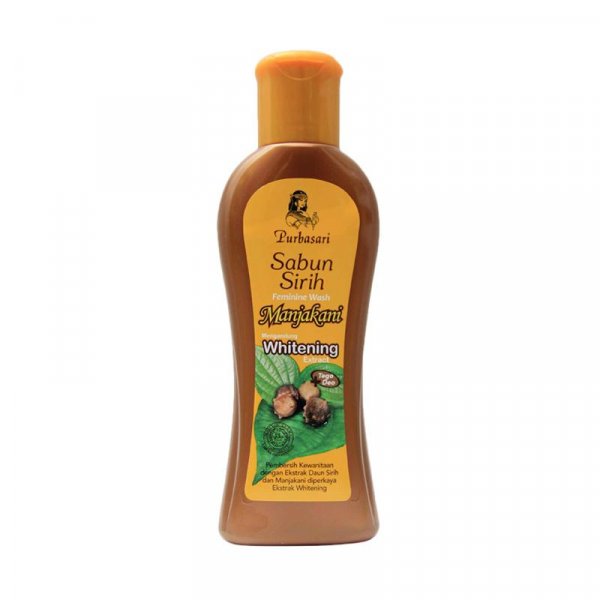 Purbasari
Sabun
Sirih
Feminine Wash
Manjakani
Mengandung
Whitening
Extract
Tega
Deo
Pembersih Kewanitaan
dengan Ekstrak Daun Sirih
dan Manjakani diperkaya
Ekstrak Whitening